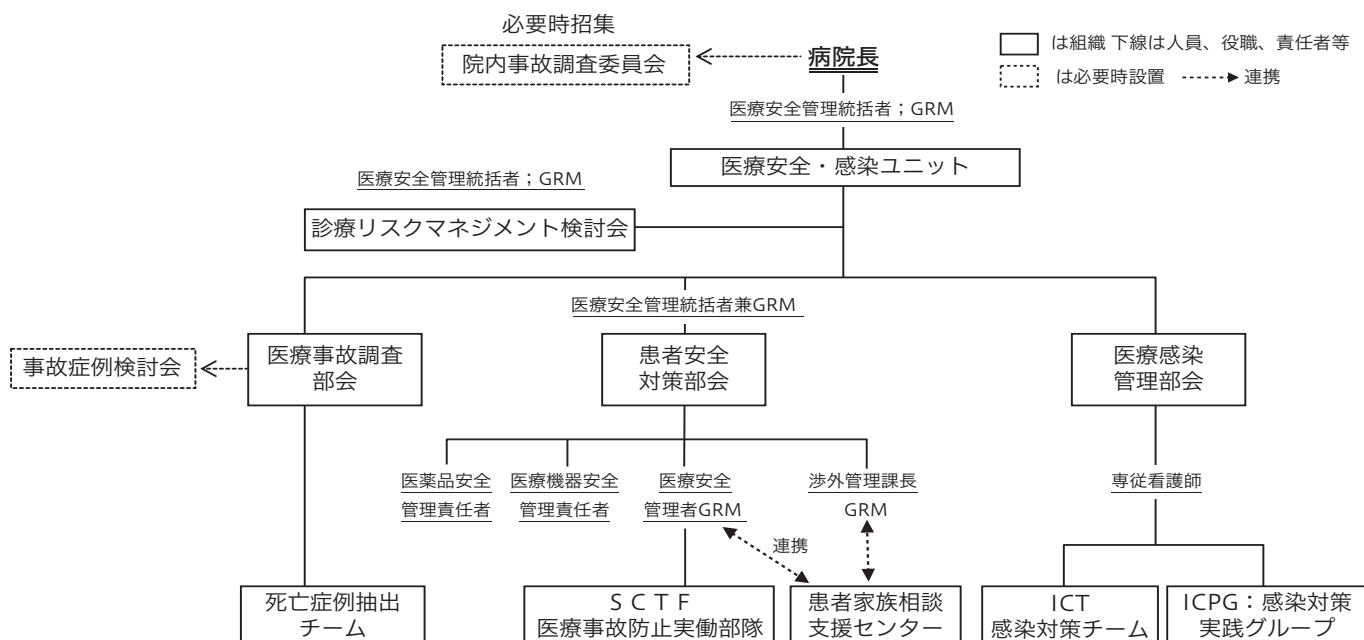 必要時招集
院内事故調査委員会
病院長
は組織 下線は人員、役職、責任者等
は必要時設置
連携
医療安全管理統括者；GRM
医療安全・感染ユニット
医療安全管理統括者；GRM
診療リスクマネジメント検討会
医療安全管理統括者兼GRM
事故症例検討会
医療事故調査
部会
患者安全
対策部会
医療感染
管理部会
医薬品安全
管理責任者
医療機器安全
管理責任者
医療安全
管理者GRM
渉外管理課長
GRM
専従看護師
連携
死亡症例抽出
チーム
ＳＣＴＦ
医療事故防止実働部隊
患者家族相談
支援センター
ICT
感染対策チーム
ICPG：感染対策
実践グループ